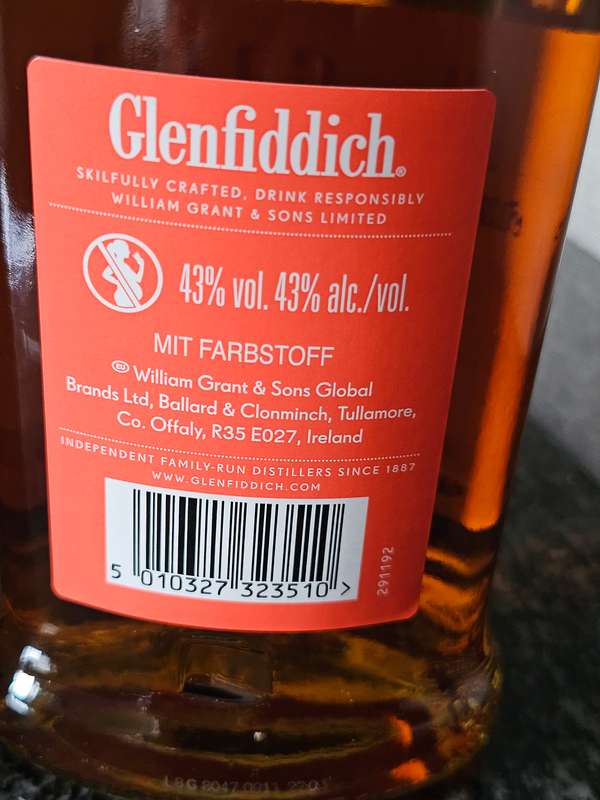 Glenfiddich®
SKILFULLY CRAFTED. DRINK RESPONSIBLY
WILLIAM GRANT & SONS LIMITED
43% vol. 43% alc./vol.
MIT FARBSTOFF
EU William Grant & Sons Global
Brands Ltd, Ballard & Clonminch, Tullamore,
Co. Offaly, R35 E027, Ireland
INDEPENDENT FAMILY-RUN DISTILLERS SINCE 1887
WWW.GLENFIDDICH.COM
5 010327 323510 >
291192